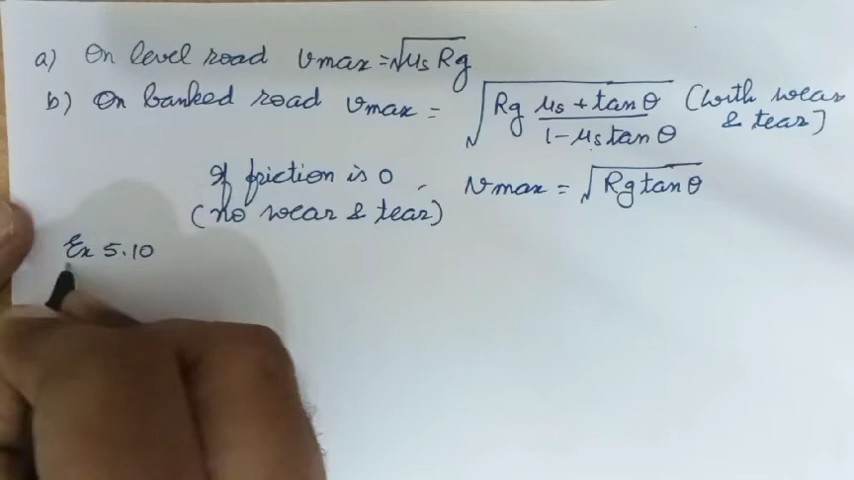 a) On level road vmax = √μs Rg
b) On banked road vmax = √Rg μs + tan θ / 1 - μs tan θ (with wear & tear)
If friction is 0, vmax = √Rg tan θ
(no wear & tear)
Ex 5.10